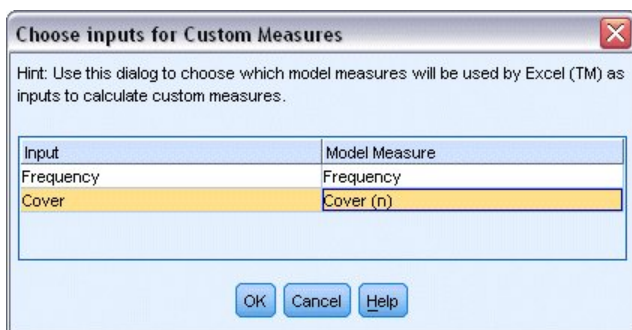 Choose inputs for Custom Measures
Hint: Use this dialog to choose which model measures will be used by Excel (TM) as
inputs to calculate custom measures.
Input Model Measure
Frequency Frequency
Cover Cover (n)
OK Cancel Help